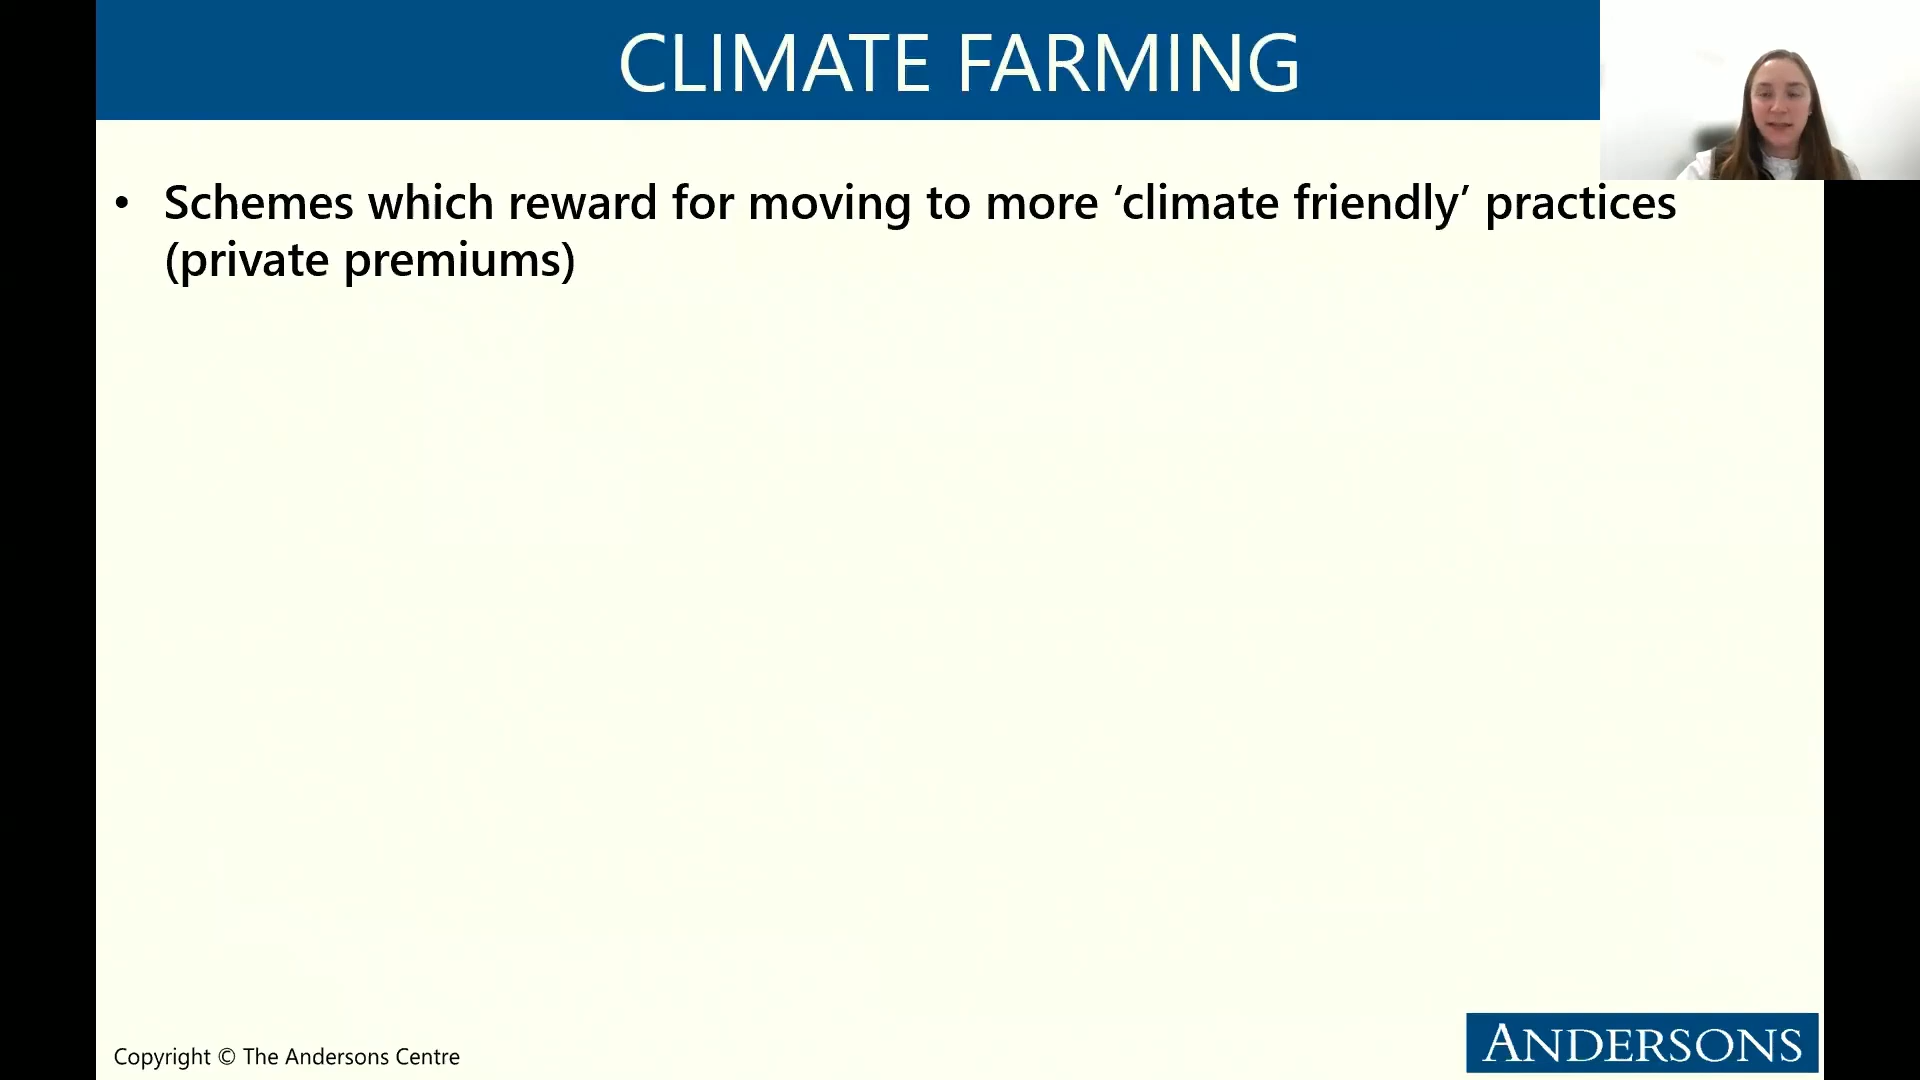 CLIMATE FARMING
• Schemes which reward for moving to more ‘climate friendly’ practices
(private premiums)
Copyright © The Andersons Centre
ANDERSONS